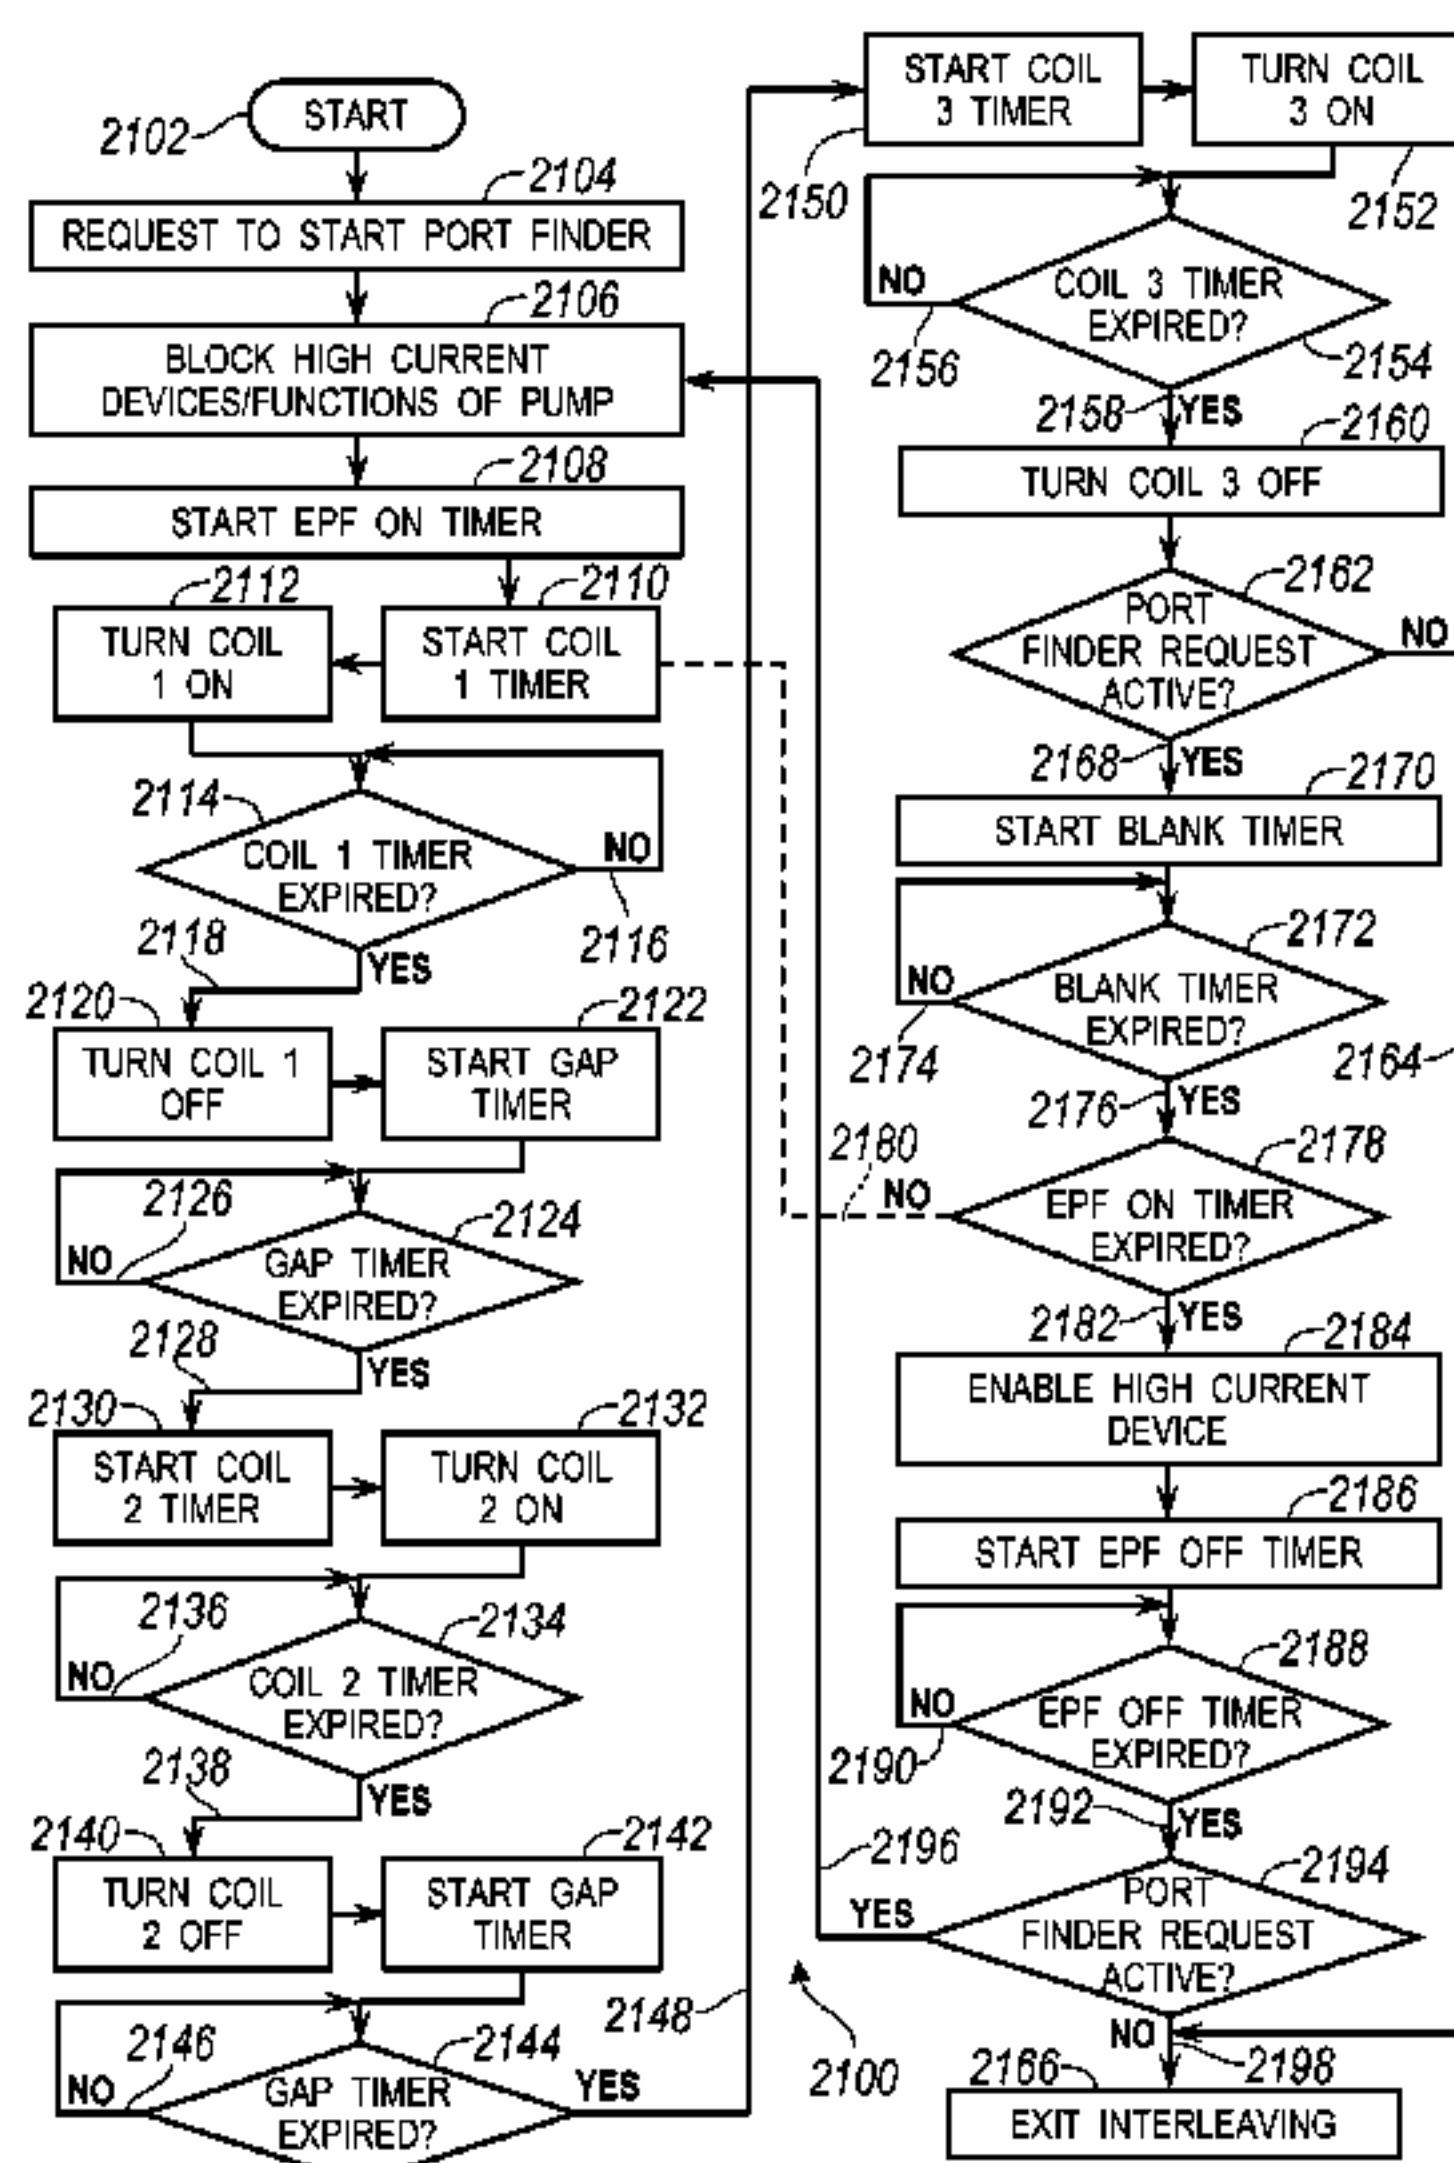 START
2102
2104
REQUEST TO START PORT FINDER
2106
BLOCK HIGH CURRENT
DEVICES/FUNCTIONS OF PUMP
2108
START EPF ON TIMER
2112
2110
TURN COIL
1 ON
START COIL
1 TIMER
2114
COIL 1 TIMER
EXPIRED?
NO
2116
2118
YES
2120
2122
TURN COIL 1
OFF
START GAP
TIMER
2126
2124
NO
GAP TIMER
EXPIRED?
2128
YES
2130
2132
START COIL
2 TIMER
TURN COIL
2 ON
2136
2134
NO
COIL 2 TIMER
EXPIRED?
2138
YES
2140
2142
TURN COIL
2 OFF
START GAP
TIMER
2148
2146
2144
NO
GAP TIMER
EXPIRED?
YES
START COIL
3 TIMER
TURN COIL
3 ON
2150
2152
NO
COIL 3 TIMER
EXPIRED?
2156
2154
2158
YES
2160
TURN COIL 3 OFF
2162
PORT
FINDER REQUEST
ACTIVE?
NO
2168
YES
2170
START BLANK TIMER
2172
NO
BLANK TIMER
EXPIRED?
2174
2164
2176
YES
2180
2178
NO
EPF ON TIMER
EXPIRED?
2182
YES
2184
ENABLE HIGH CURRENT
DEVICE
2186
START EPF OFF TIMER
2188
NO
EPF OFF TIMER
EXPIRED?
2190
2192
YES
2196
2194
YES
PORT
FINDER REQUEST
ACTIVE?
2100
NO
2166
2198
EXIT INTERLEAVING